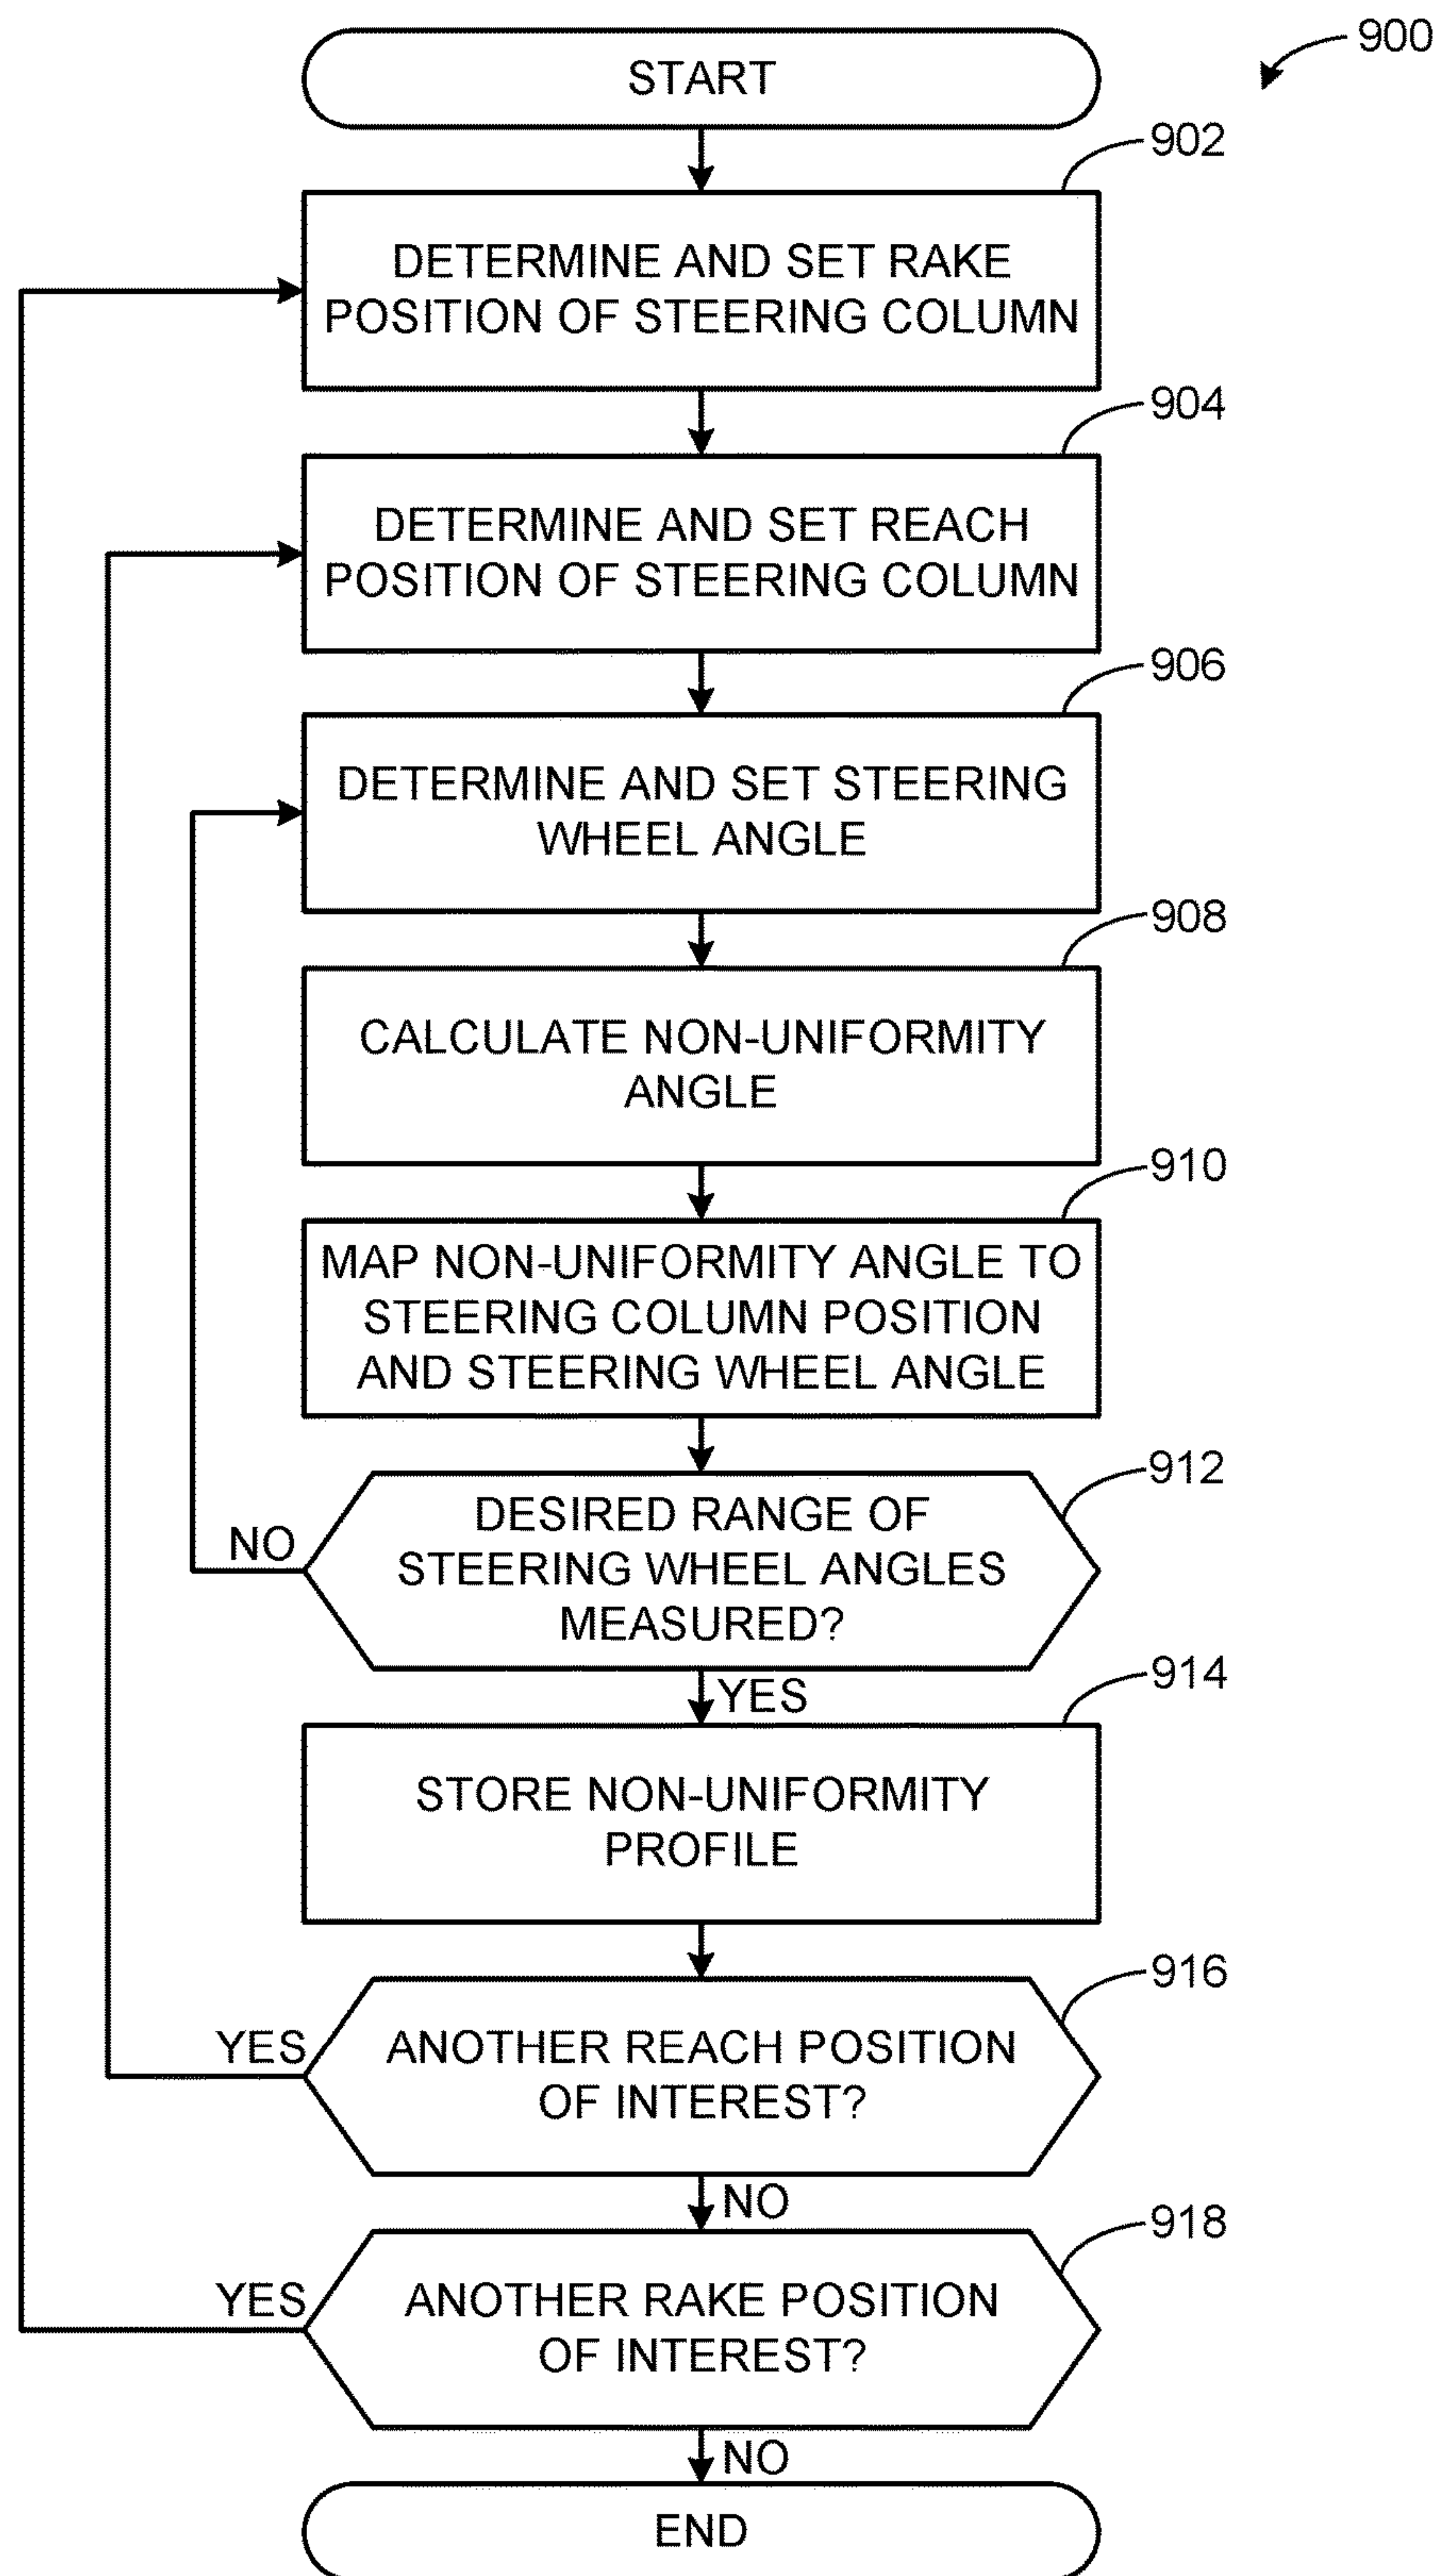 900
START
902
DETERMINE AND SET RAKE
POSITION OF STEERING COLUMN
904
DETERMINE AND SET REACH
POSITION OF STEERING COLUMN
906
DETERMINE AND SET STEERING
WHEEL ANGLE
908
CALCULATE NON-UNIFORMITY
ANGLE
910
MAP NON-UNIFORMITY ANGLE TO
STEERING COLUMN POSITION
AND STEERING WHEEL ANGLE
912
DESIRED RANGE OF
STEERING WHEEL ANGLES
MEASURED?
NO
YES
914
STORE NON-UNIFORMITY
PROFILE
916
ANOTHER REACH POSITION
OF INTEREST?
YES
NO
918
ANOTHER RAKE POSITION
OF INTEREST?
YES
NO
END